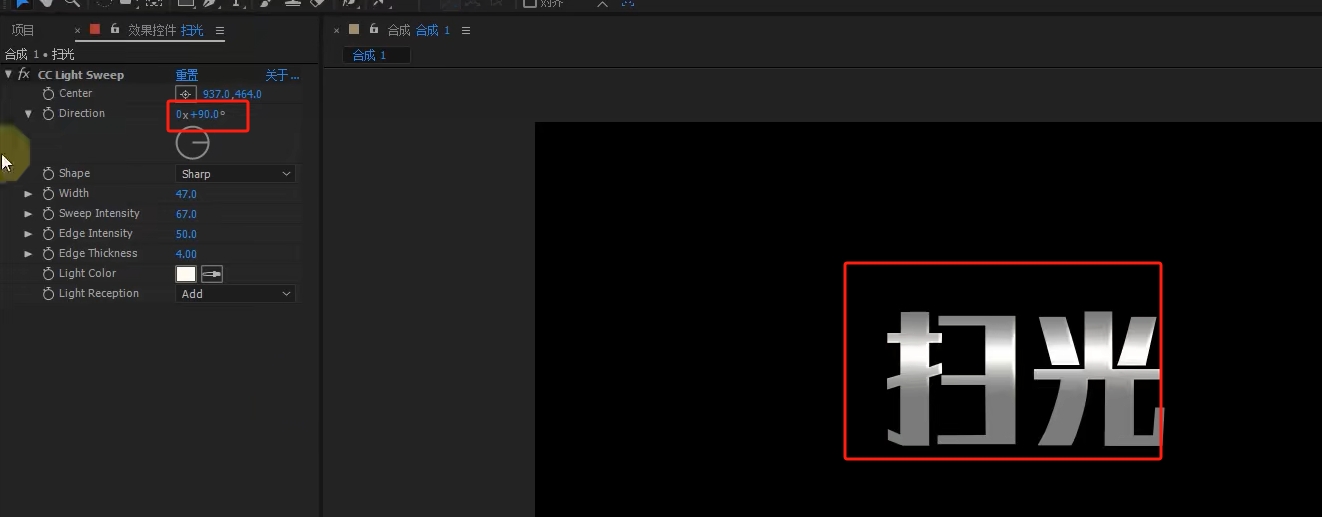 对齐
项目
× 效果控件 扫光 ≡
× 合成 合成 1 ≡
合成 1 • 扫光
合成 1
fx CC Light Sweep 重置 关于...
Center 937.0,464.0
Direction 0x+90.0°
Shape Sharp
Width 47.0
Sweep Intensity 67.0
Edge Intensity 50.0
Edge Thickness 4.00
Light Color
Light Reception Add
扫光